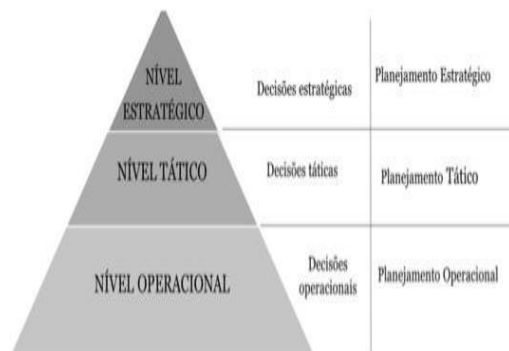 NÍVEL
ESTRATÉGICO
Decisões estratégicas
Planejamento Estratégico
NÍVEL TÁTICO
Decisões táticas
Planejamento Tático
NÍVEL OPERACIONAL
Decisões
operacionais
Planejamento Operacional